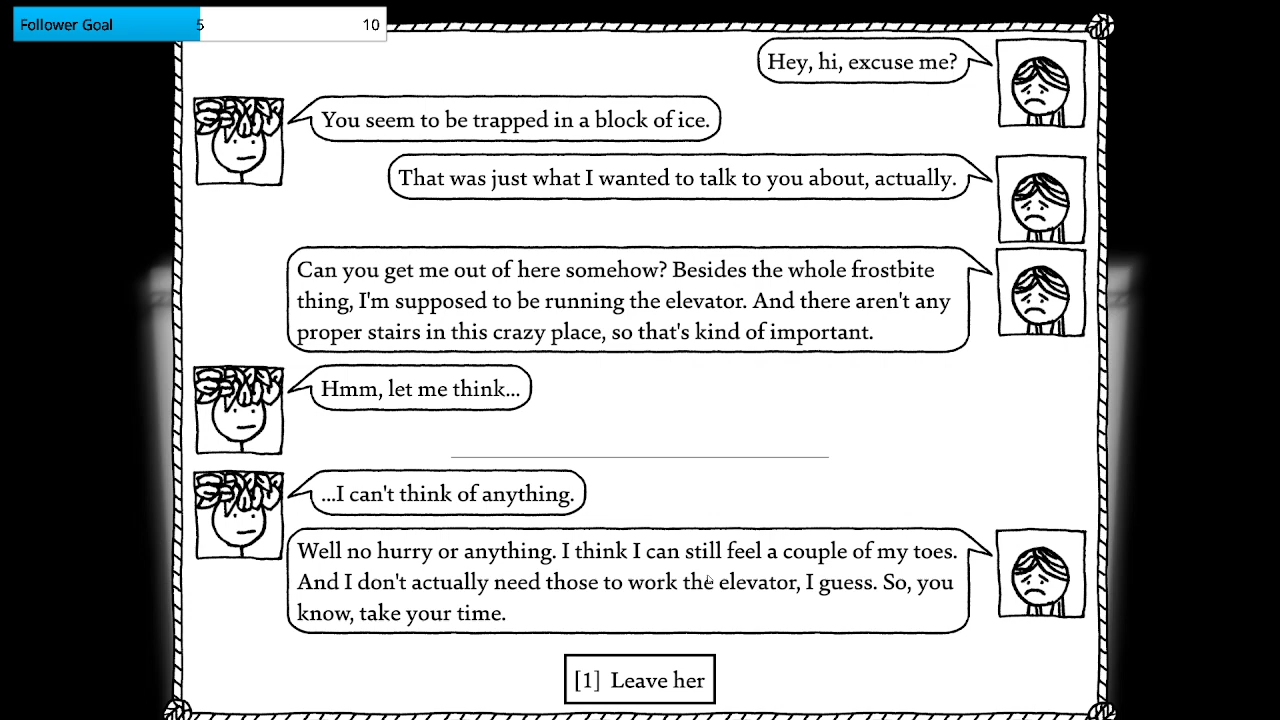 Follower Goal 5 10
Hey, hi, excuse me?
You seem to be trapped in a block of ice.
That was just what I wanted to talk to you about, actually.
Can you get me out of here somehow? Besides the whole frostbite
thing, I'm supposed to be running the elevator. And there aren't any
proper stairs in this crazy place, so that's kind of important.
Hmm, let me think...
...I can't think of anything.
Well no hurry or anything. I think I can still feel a couple of my toes.
And I don't actually need those to work the elevator, I guess. So, you
know, take your time.
[1] Leave her